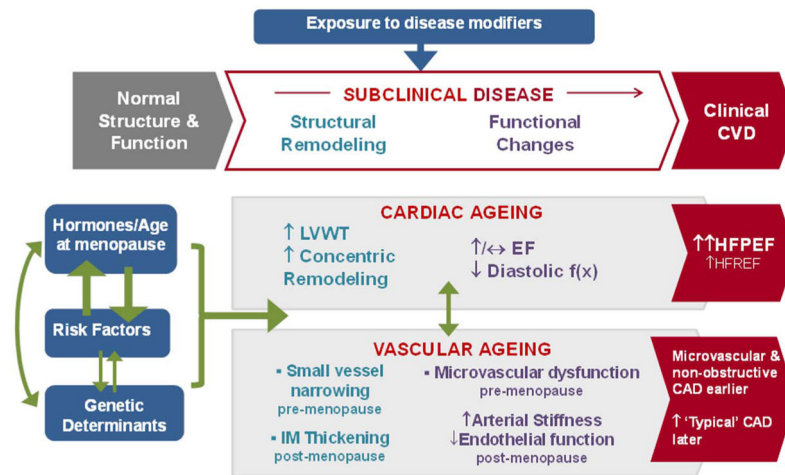 Exposure to disease modifiers
Normal
Structure &
Function
SUBCLINICAL DISEASE
Structural
Remodeling
Functional
Changes
Clinical
CVD
Hormones/Age
at menopause
Risk Factors
Genetic
Determinants
CARDIAC AGEING
↑ LVWT
↑ Concentric
Remodeling
↑/↔ EF
↓ Diastolic f(x)
↑↑HFPEF
↑HFREF
VASCULAR AGEING
▪ Small vessel
narrowing
pre-menopause
▪ IM Thickening
post-menopause
▪ Microvascular dysfunction
pre-menopause
↑Arterial Stiffness
↓Endothelial function
post-menopause
Microvascular &
non-obstructive
CAD earlier
↑ ‘Typical’ CAD
later